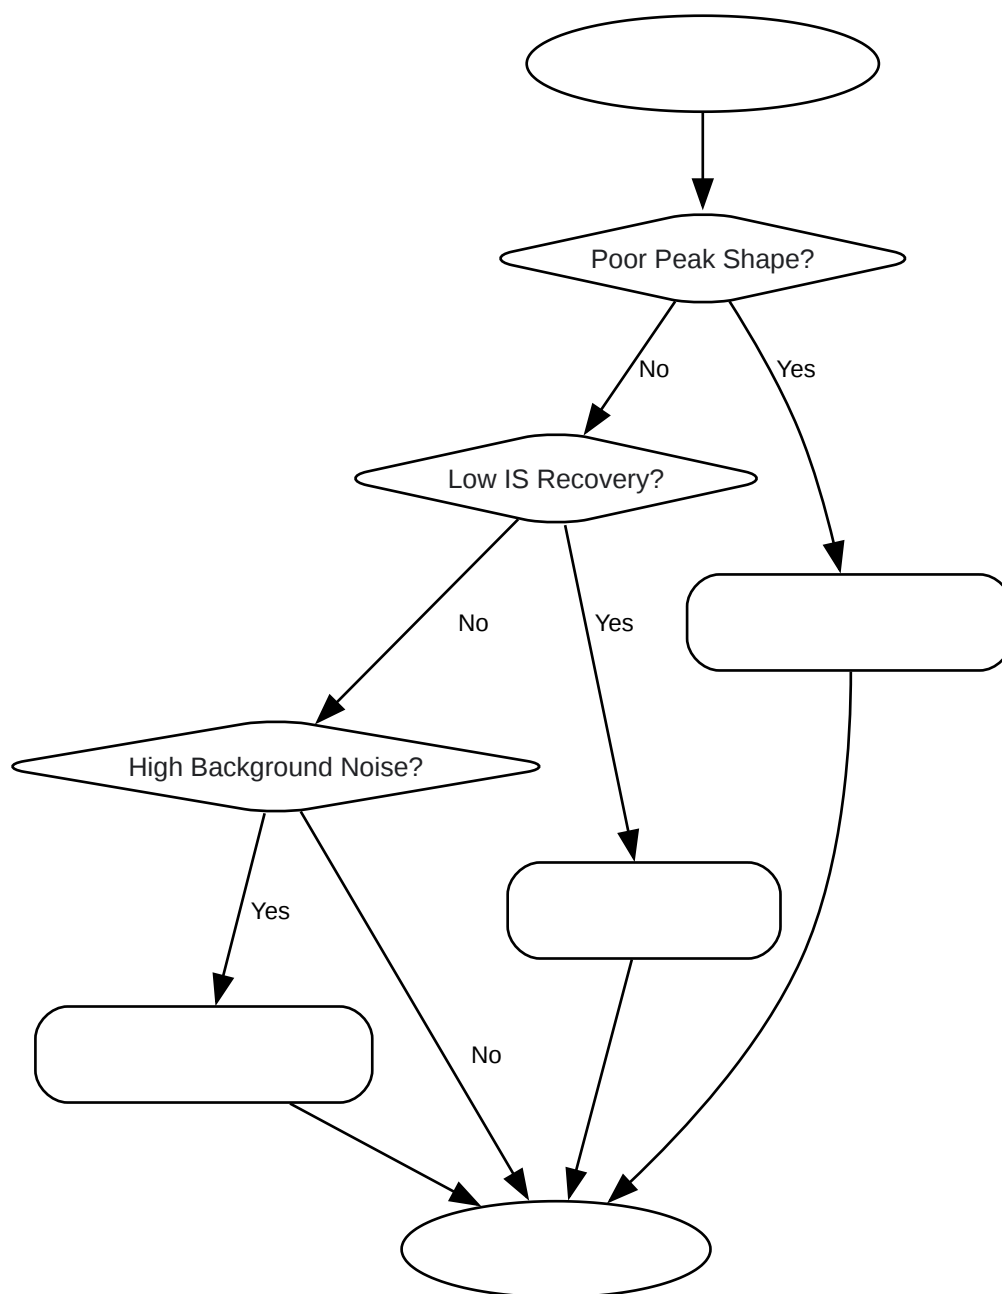 Poor Peak Shape?
No
Yes
Low IS Recovery?
No
Yes
High Background Noise?
Yes
No